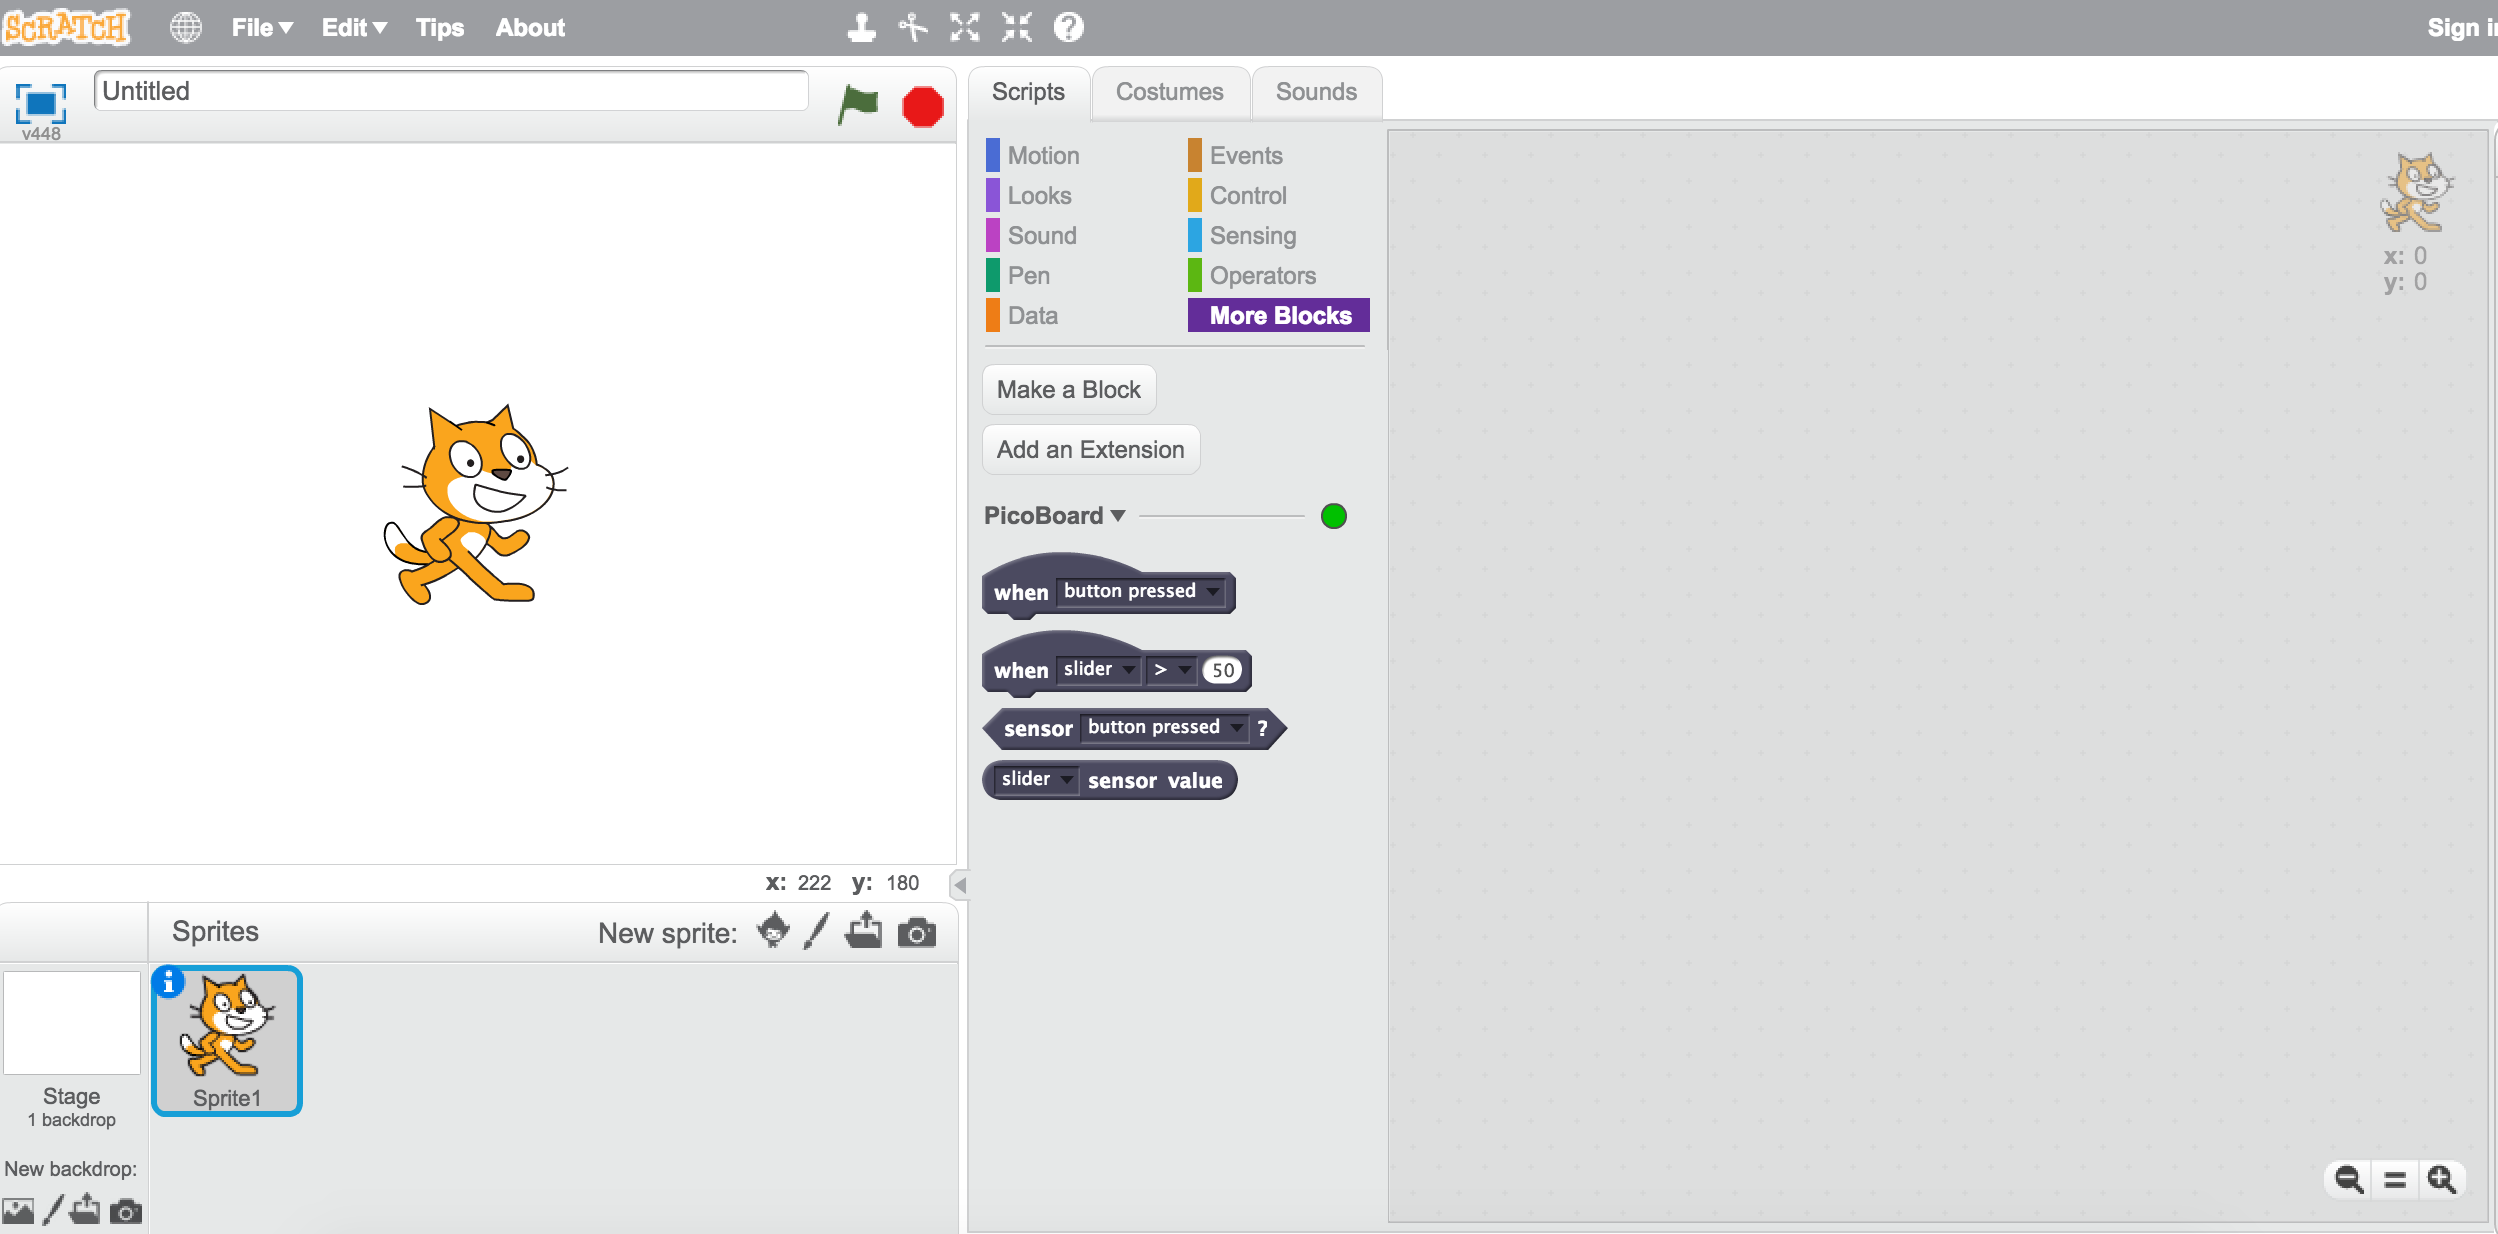 SCRATCH
File Edit Tips About
Untitled
v448
x: 222 y: 180
Sprites
New sprite:
Stage
1 backdrop
New backdrop:
i
Sprite1
Scripts
Costumes
Sounds
Motion
Looks
Sound
Pen
Data
Events
Control
Sensing
Operators
More Blocks
Make a Block
Add an Extension
PicoBoard
when button pressed
when slider > 50
sensor button pressed ?
slider sensor value
x: 0
y: 0
?